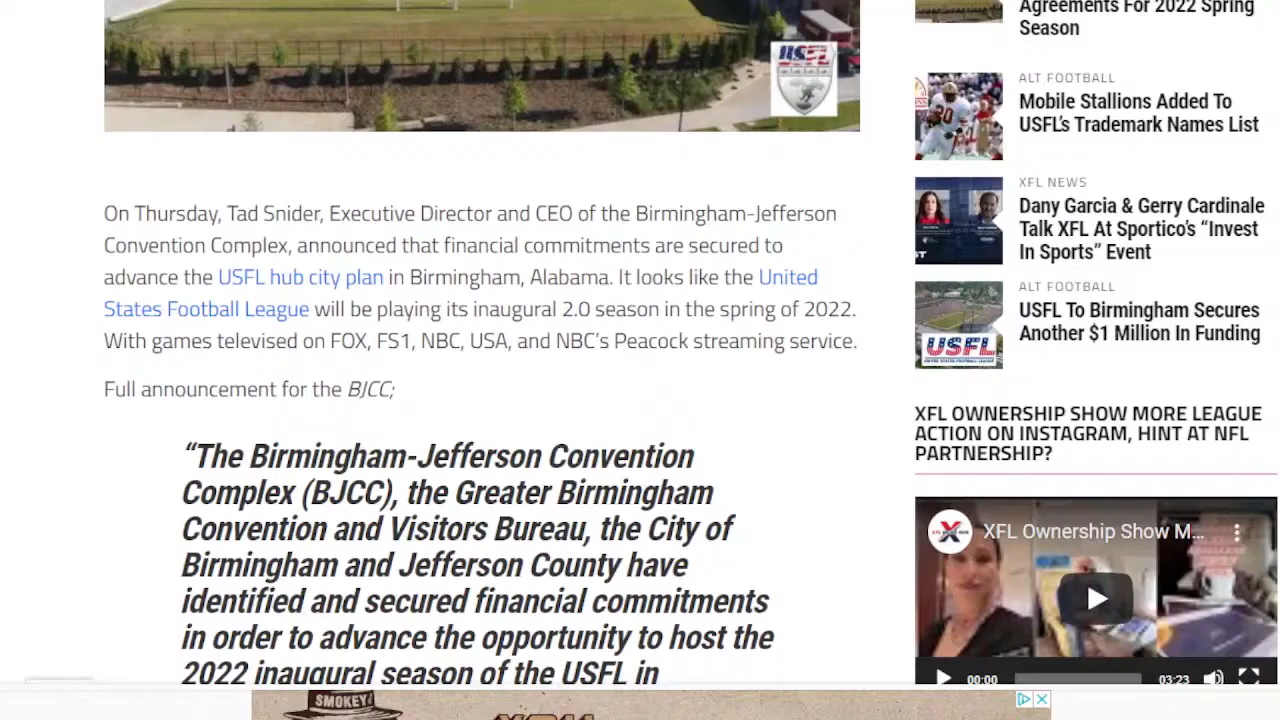 USFL
On Thursday, Tad Snider, Executive Director and CEO of the Birmingham-Jefferson
Convention Complex, announced that financial commitments are secured to
advance the USFL hub city plan in Birmingham, Alabama. It looks like the United
States Football League will be playing its inaugural 2.0 season in the spring of 2022.
With games televised on FOX, FS1, NBC, USA, and NBC’s Peacock streaming service.
Full announcement for the BJCC;
“The Birmingham-Jefferson Convention
Complex (BJCC), the Greater Birmingham
Convention and Visitors Bureau, the City of
Birmingham and Jefferson County have
identified and secured financial commitments
in order to advance the opportunity to host the
2022 inaugural season of the USFL in
Agreements For 2022 Spring
Season
ALT FOOTBALL
Mobile Stallions Added To
USFL’s Trademark Names List
XFL NEWS
Dany Garcia & Gerry Cardinale
Talk XFL At Sportico’s “Invest
In Sports” Event
ALT FOOTBALL
USFL To Birmingham Secures
Another $1 Million In Funding
USFL
XFL OWNERSHIP SHOW MORE LEAGUE
ACTION ON INSTAGRAM, HINT AT NFL
PARTNERSHIP?
XFL Ownership Show M...
00:00
03:23
SMOKEY